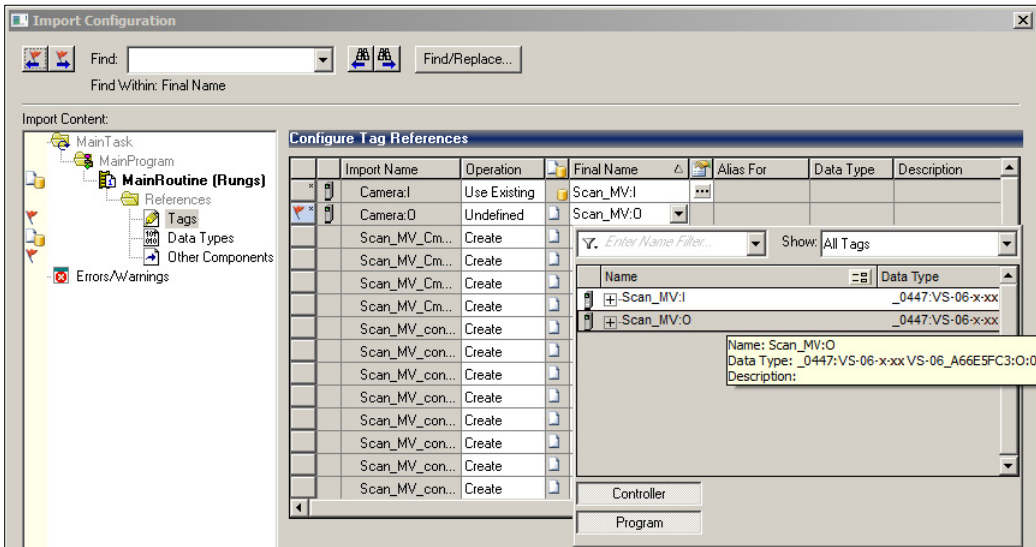 Import Configuration
Find:
Find/Replace...
Find Within: Final Name
Import Content:
MainTask
MainProgram
MainRoutine (Rungs)
References
Tags
Data Types
Other Components
Errors/Warnings
Configure Tag References
Import Name Operation Final Name Alias For Data Type Description
Camera:I Use Existing Scan_MV:I ...
Camera:O Undefined Scan_MV:O
Scan_MV_Cm... Create
Scan_MV_Cm... Create
Scan_MV_Cm... Create
Scan_MV_Cm... Create
Scan_MV_con... Create
Scan_MV_con... Create
Scan_MV_con... Create
Scan_MV_con... Create
Scan_MV_con... Create
Scan_MV_con... Create
Scan_MV_con... Create
Scan_MV_con... Create
Enter Name Filter...
Show: All Tags
Name Data Type
Scan_MV:I _0447:VS-06-x-xx
Scan_MV:O _0447:VS-06-x-xx
Name: Scan_MV:O
Data Type: _0447:VS-06-x-xx VS-06_A66E5FC3:O:0
Description:
Controller
Program